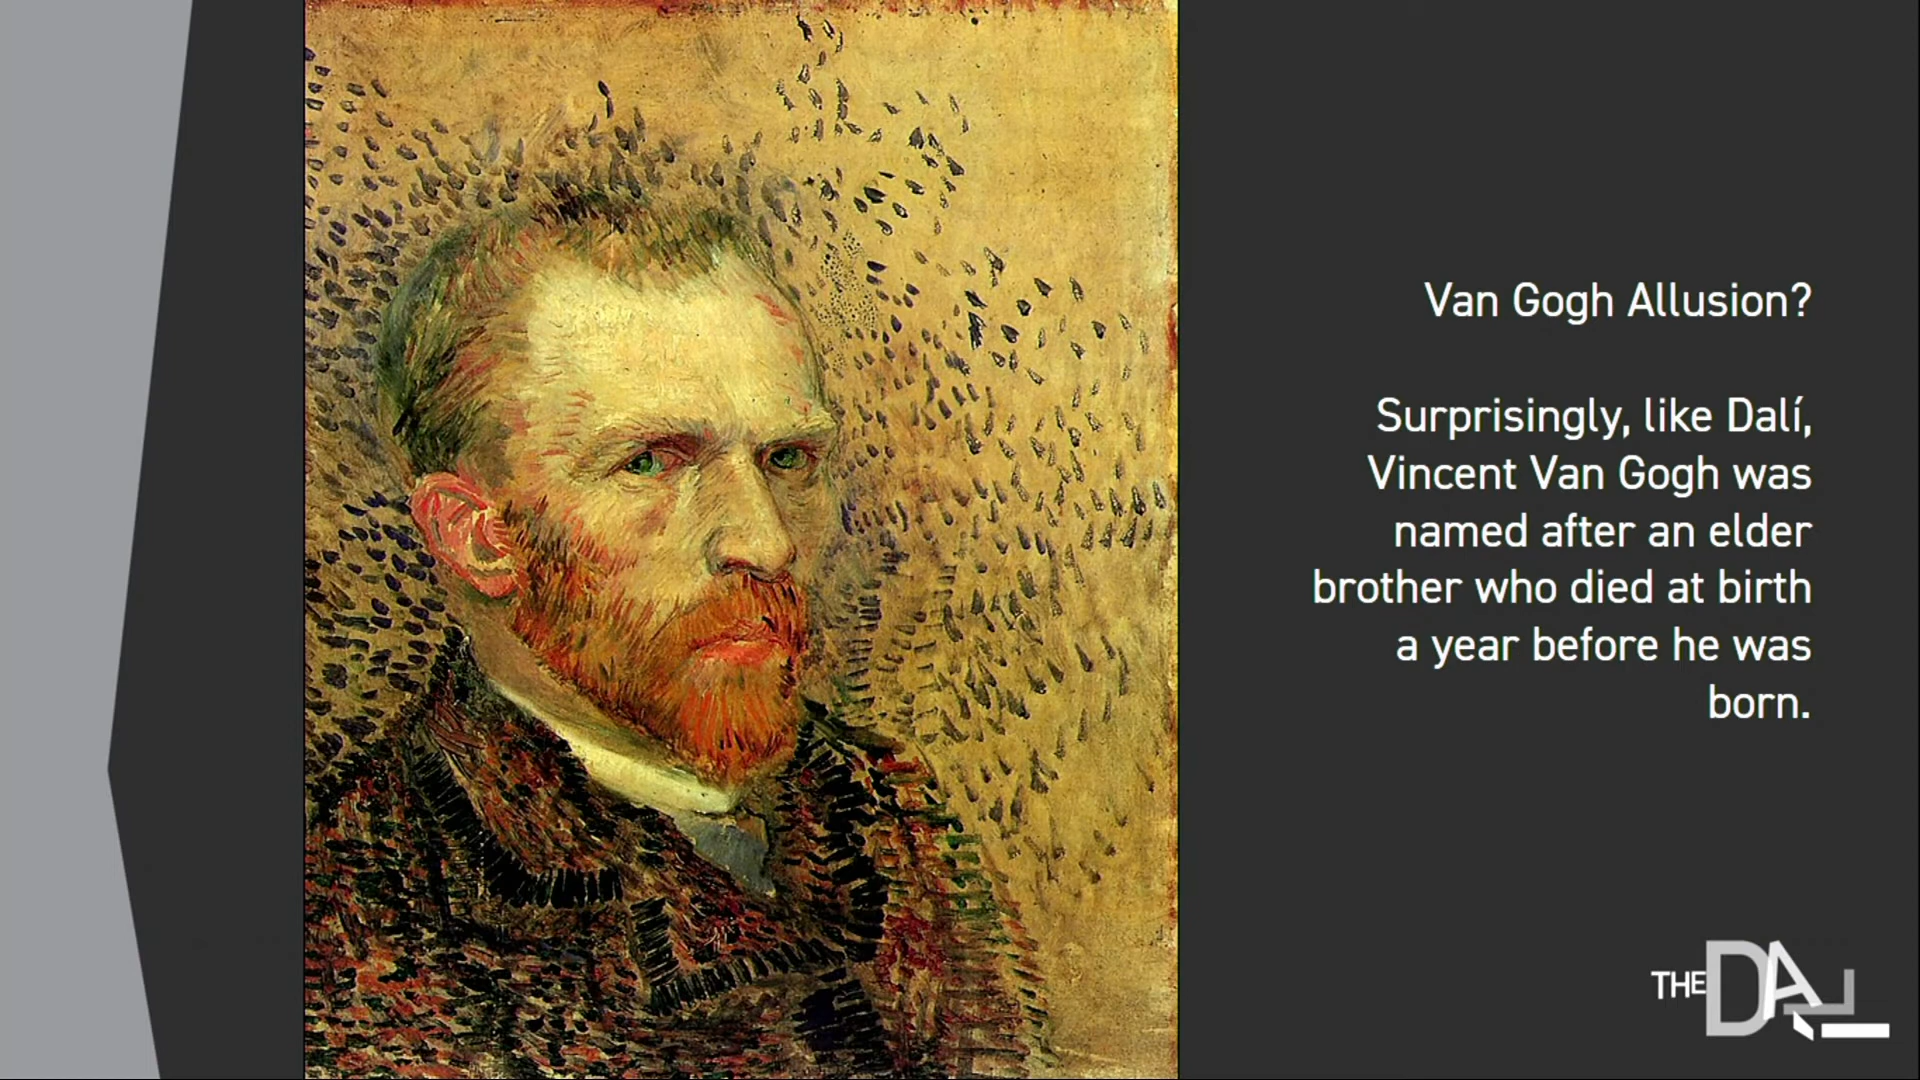 Van Gogh Allusion?
Surprisingly, like Dalí,
Vincent Van Gogh was
named after an elder
brother who died at birth
a year before he was
born.
THE DALÍ